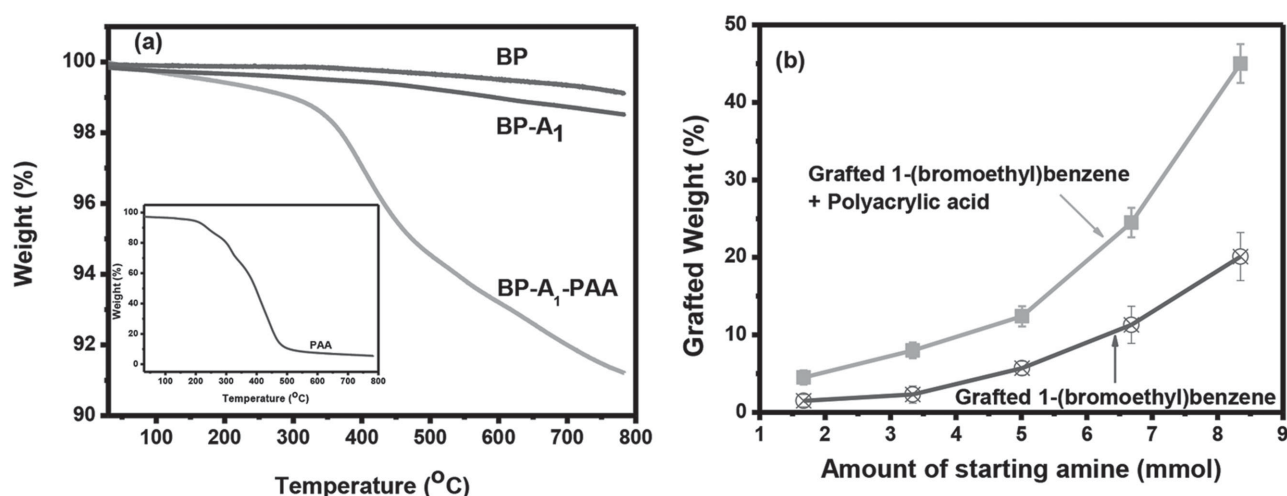 (a)
BP
BP-A1
BP-A1-PAA
100
98
96
94
92
90
Weight (%)
100
200
300
400
500
600
700
800
Temperature (oC)
100
80
60
40
20
0
Weight (%)
PAA
100
200
300
400
500
600
700
800
Temperature (oC)
(b)
50
40
30
20
10
0
Grafted Weight (%)
Grafted 1-(bromoethyl)benzene
+ Polyacrylic acid
Grafted 1-(bromoethyl)benzene
1
2
3
4
5
6
7
8
9
Amount of starting amine (mmol)